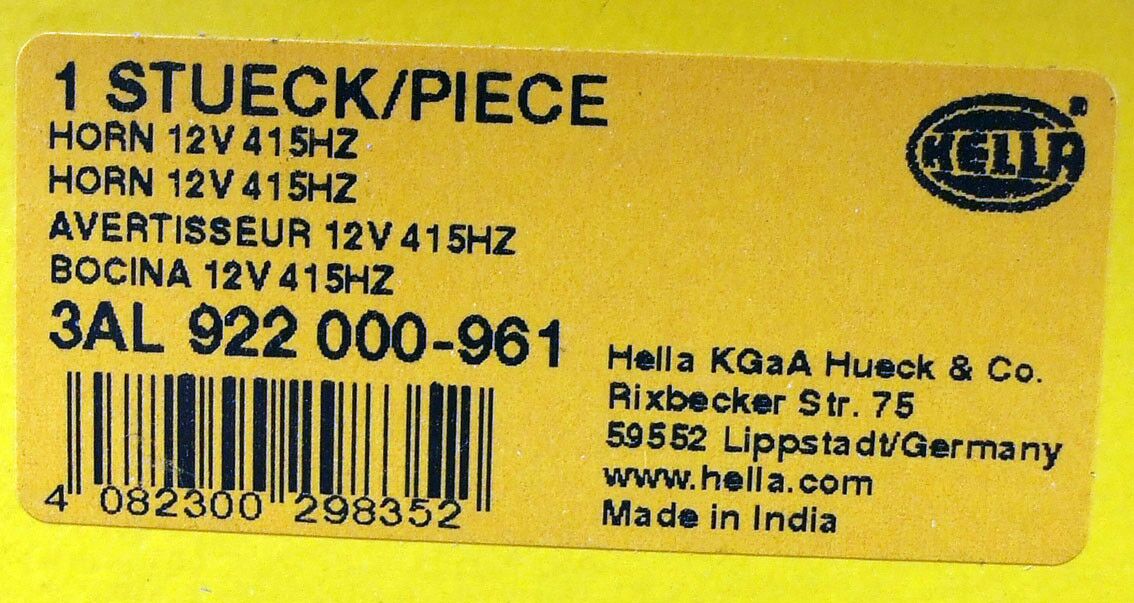 1 STUECK/PIECE
HORN 12V 415HZ
HORN 12V 415HZ
AVERTISSEUR 12V 415HZ
BOCINA 12V 415HZ
3AL 922 000-961
HELLA®
Hella KGaA Hueck & Co.
Rixbecker Str. 75
59552 Lippstadt/Germany
www.hella.com
Made in India
4 082300 298352